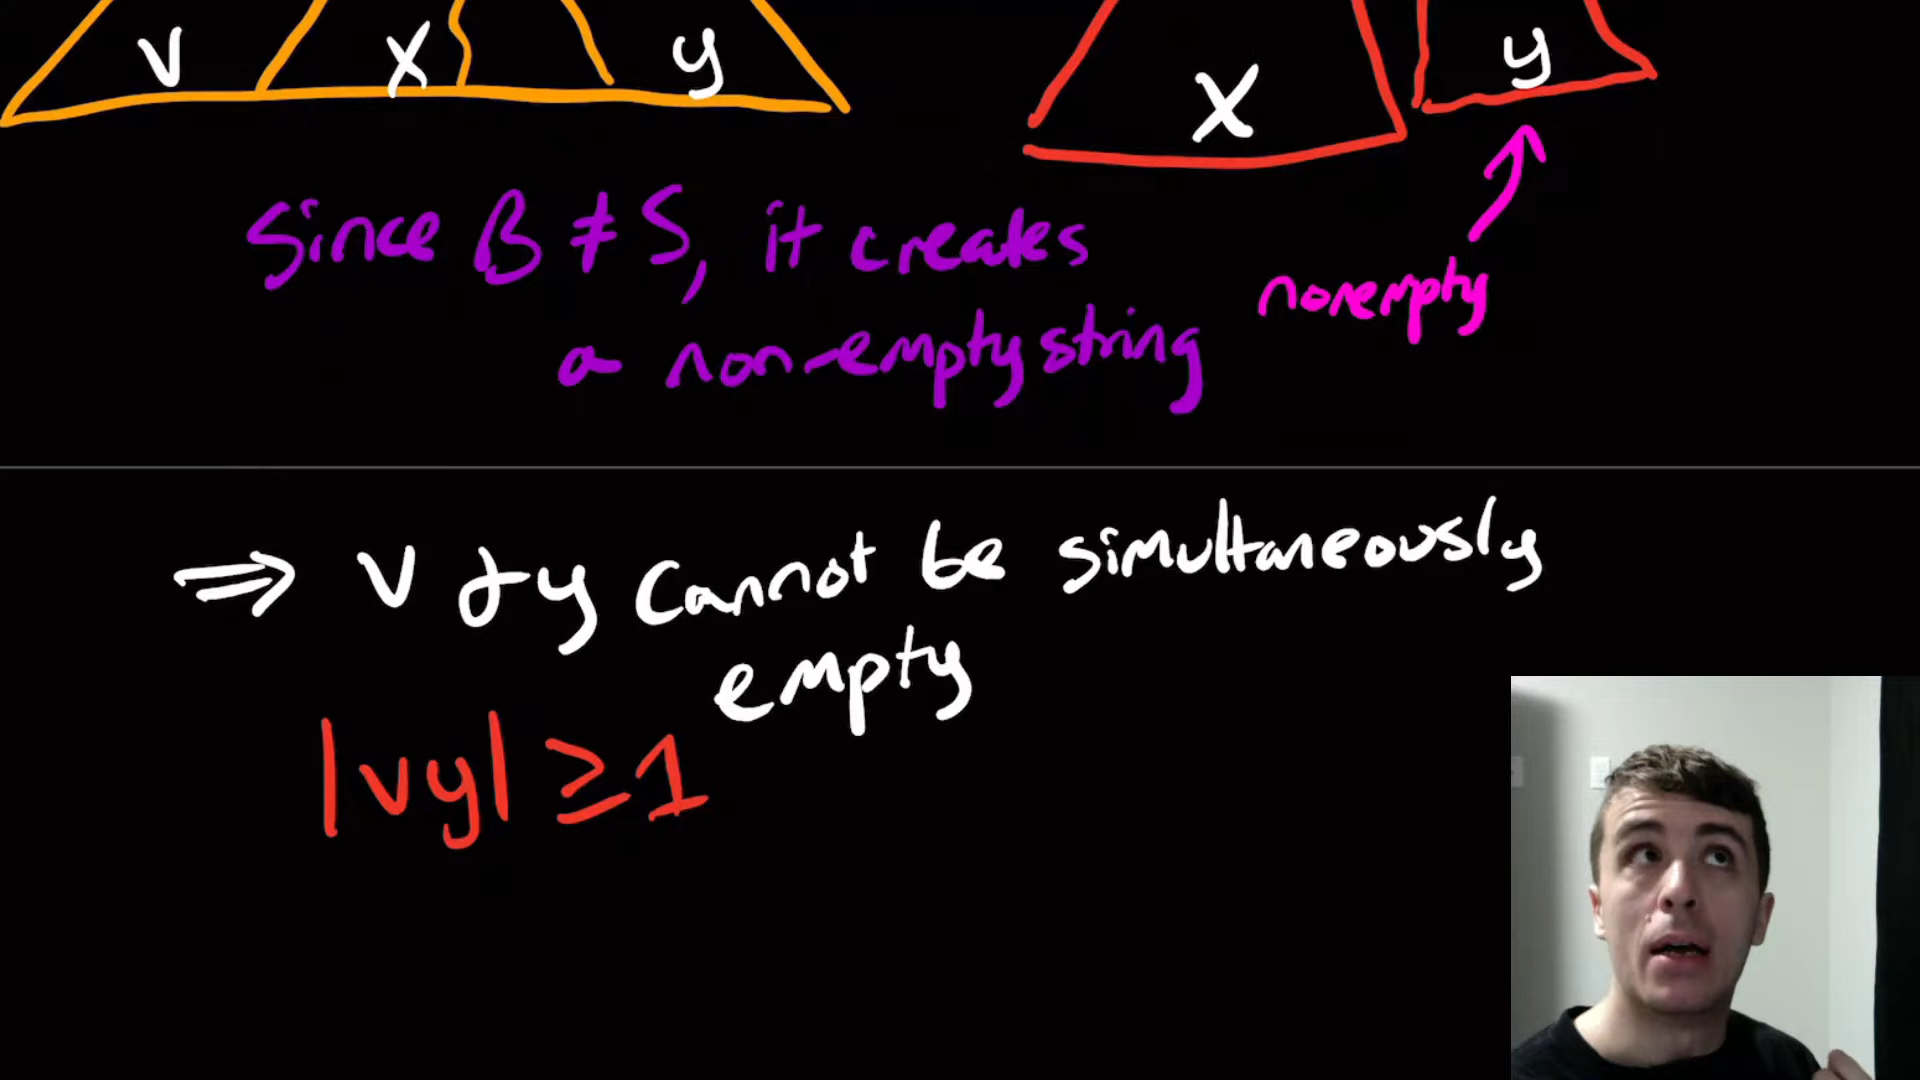 v x y
x y
Since B ≠ S, it creates
a non-empty string
nonempty
⇒ v & y cannot be simultaneously
empty
|vy| ≥ 1